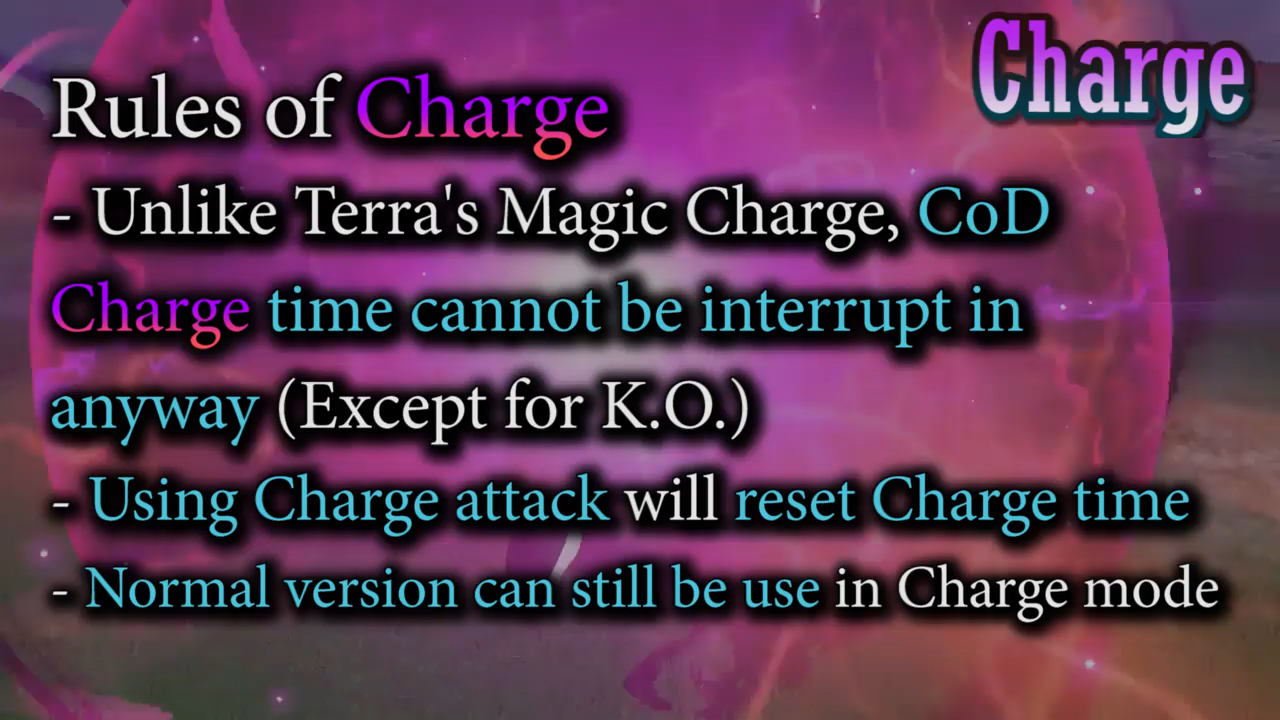 Charge
Rules of Charge
- Unlike Terra's Magic Charge, CoD
Charge time cannot be interrupt in
anyway (Except for K.O.)
- Using Charge attack will reset Charge time
- Normal version can still be use in Charge mode